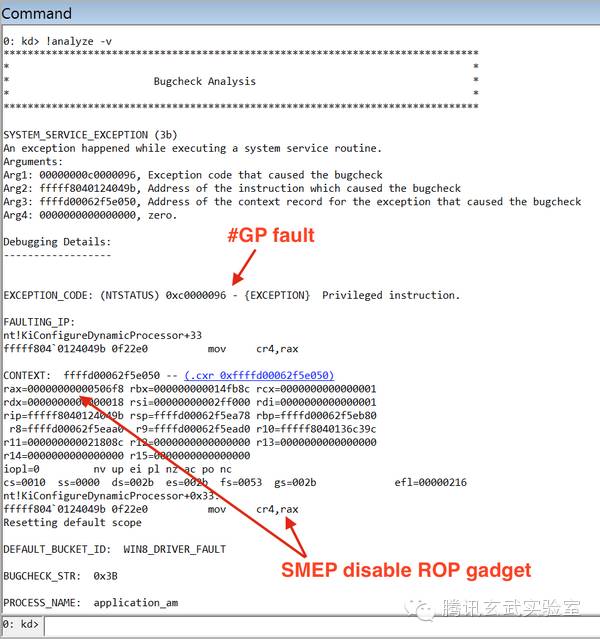 Command
0: kd> !analyze -v
*******************************************************************************
*                                                                             *
*                        Bugcheck Analysis                                    *
*                                                                             *
*******************************************************************************
SYSTEM_SERVICE_EXCEPTION (3b)
An exception happened while executing a system service routine.
Arguments:
Arg1: 00000000c0000096, Exception code that caused the bugcheck
Arg2: fffff8040124049b, Address of the instruction which caused the bugcheck
Arg3: ffffd00062f5e050, Address of the context record for the exception that caused the bugcheck
Arg4: 0000000000000000, zero.
Debugging Details:
------------------
#GP fault
EXCEPTION_CODE: (NTSTATUS) 0xc0000096 - {EXCEPTION}  Privileged instruction.
FAULTING_IP:
nt!KiConfigureDynamicProcessor+33
fffff804`0124049b 0f22e0          mov     cr4,rax
CONTEXT:  ffffd00062f5e050 -- (.cxr 0xffffd00062f5e050)
rax=00000000000506f8 rbx=000000000014fb8c rcx=0000000000000001
rdx=0000000000000018 rsi=00000000002ff000 rdi=0000000000000001
rip=fffff8040124049b rsp=ffffd00062f5ea78 rbp=ffffd00062f5eb80
r8=ffffd00062f5eaa0  r9=ffffd00062f5ead0 r10=fffff8040136c39c
r11=000000000021808c r12=0000000000000000 r13=0000000000000000
r14=0000000000000000 r15=0000000000000000
iopl=0         nv up ei pl nz ac po nc
cs=0010  ss=0000  ds=002b  es=002b  fs=0053  gs=002b             efl=00000216
nt!KiConfigureDynamicProcessor+0x33:
fffff804`0124049b 0f22e0          mov     cr4,rax
Resetting default scope
DEFAULT_BUCKET_ID:  WIN8_DRIVER_FAULT
SMEP disable ROP gadget
BUGCHECK_STR:  0x3B
PROCESS_NAME:  application_am
腾讯玄武实验室
0: kd>